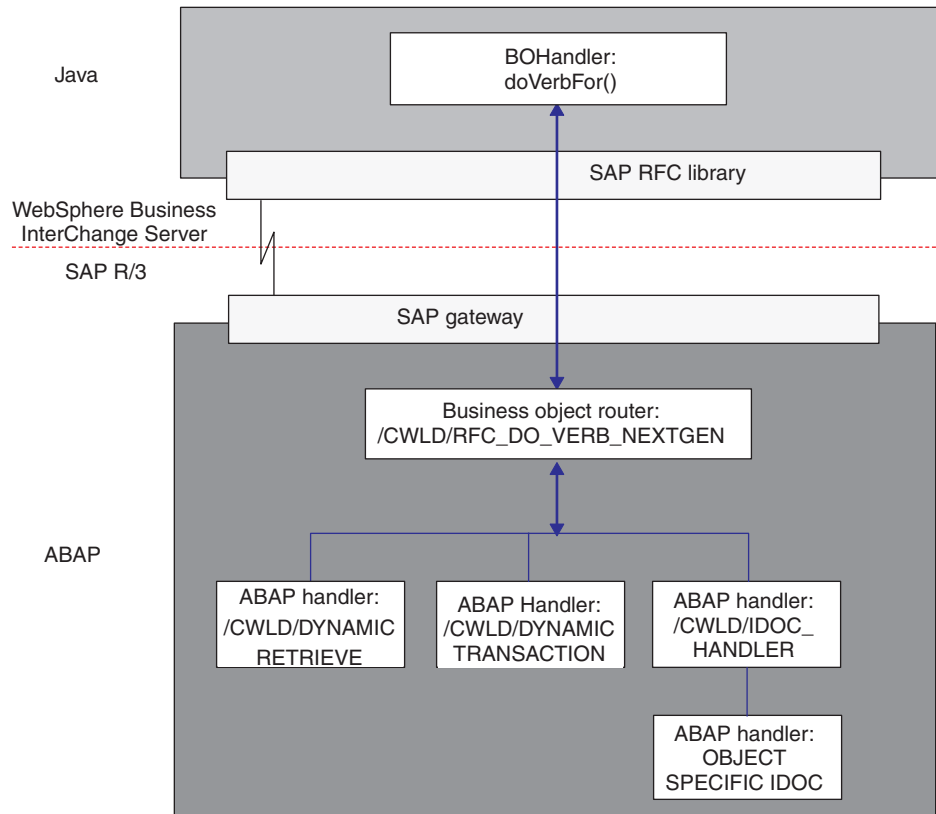 Java
BOHandler:
doVerbFor()
SAP RFC library
WebSphere Business
InterChange Server
SAP R/3
SAP gateway
Business object router:
/CWLD/RFC_DO_VERB_NEXTGEN
ABAP
ABAP handler:
/CWLD/DYNAMIC
RETRIEVE
ABAP Handler:
/CWLD/DYNAMIC
TRANSACTION
ABAP handler:
/CWLD/IDOC_
HANDLER
ABAP handler:
OBJECT
SPECIFIC IDOC